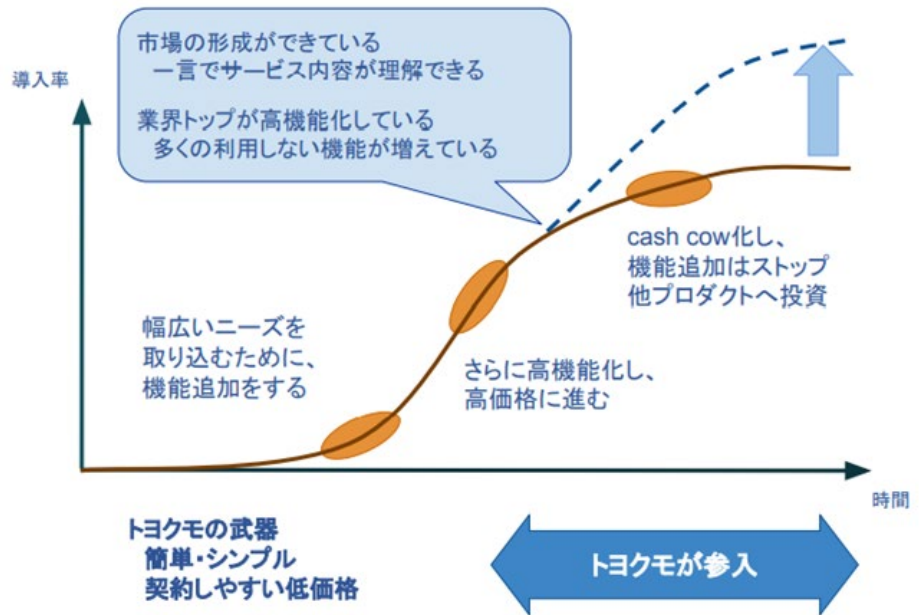 市場の形成ができている
一言でサービス内容が理解できる
業界トップが高機能化している
多くの利用しない機能が増えている
導入率
cash cow化し、
機能追加はストップ
他プロダクトへ投資
幅広いニーズを
取り込むために、
機能追加をする
さらに高機能化し、
高価格に進む
時間
トヨクモの武器
簡単・シンプル
契約しやすい低価格
トヨクモが参入